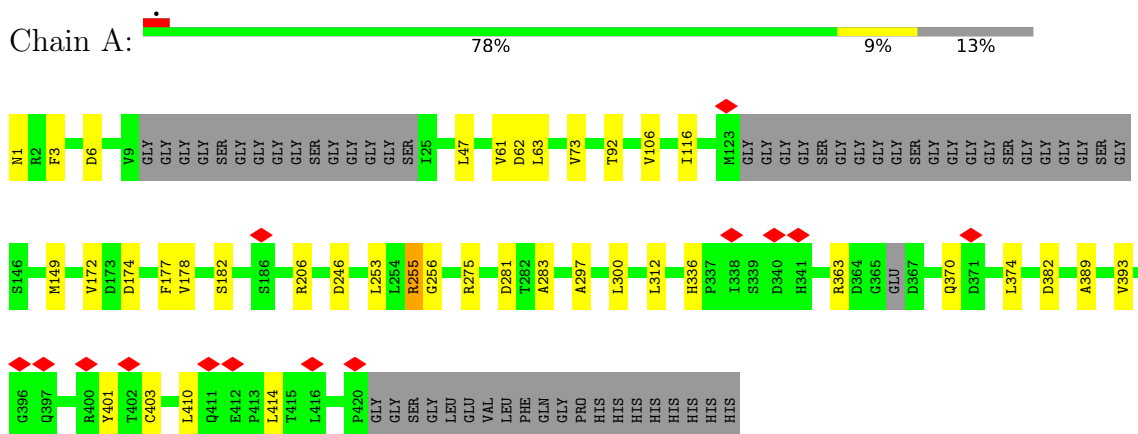 Chain A:
78% 9% 13%
N1 R2 F3 D6 V9 GLY GLY GLY GLY SER GLY GLY GLY GLY SER GLY GLY GLY GLY SER I25 L47 V61 D62 L63 V73 T92 V106 I116 M123 GLY GLY GLY GLY SER GLY GLY GLY GLY SER GLY GLY GLY GLY SER GLY GLY GLY GLY SER GLY
S146 M149 V172 D173 D174 F177 V178 S182 S186 R206 D246 L253 L254 R255 G256 R275 D281 T282 A283 A297 L300 L312 H336 P337 I338 S339 D340 H341 R363 D364 G365 GLU D367 Q370 D371 L374 D382 A389 V393
G396 Q397 R400 Y401 T402 C403 L410 Q411 E412 P413 L414 T415 L416 P420 GLY GLY SER GLY LEU GLU VAL LEU PHE GLN GLY PRO HIS HIS HIS HIS HIS HIS HIS HIS